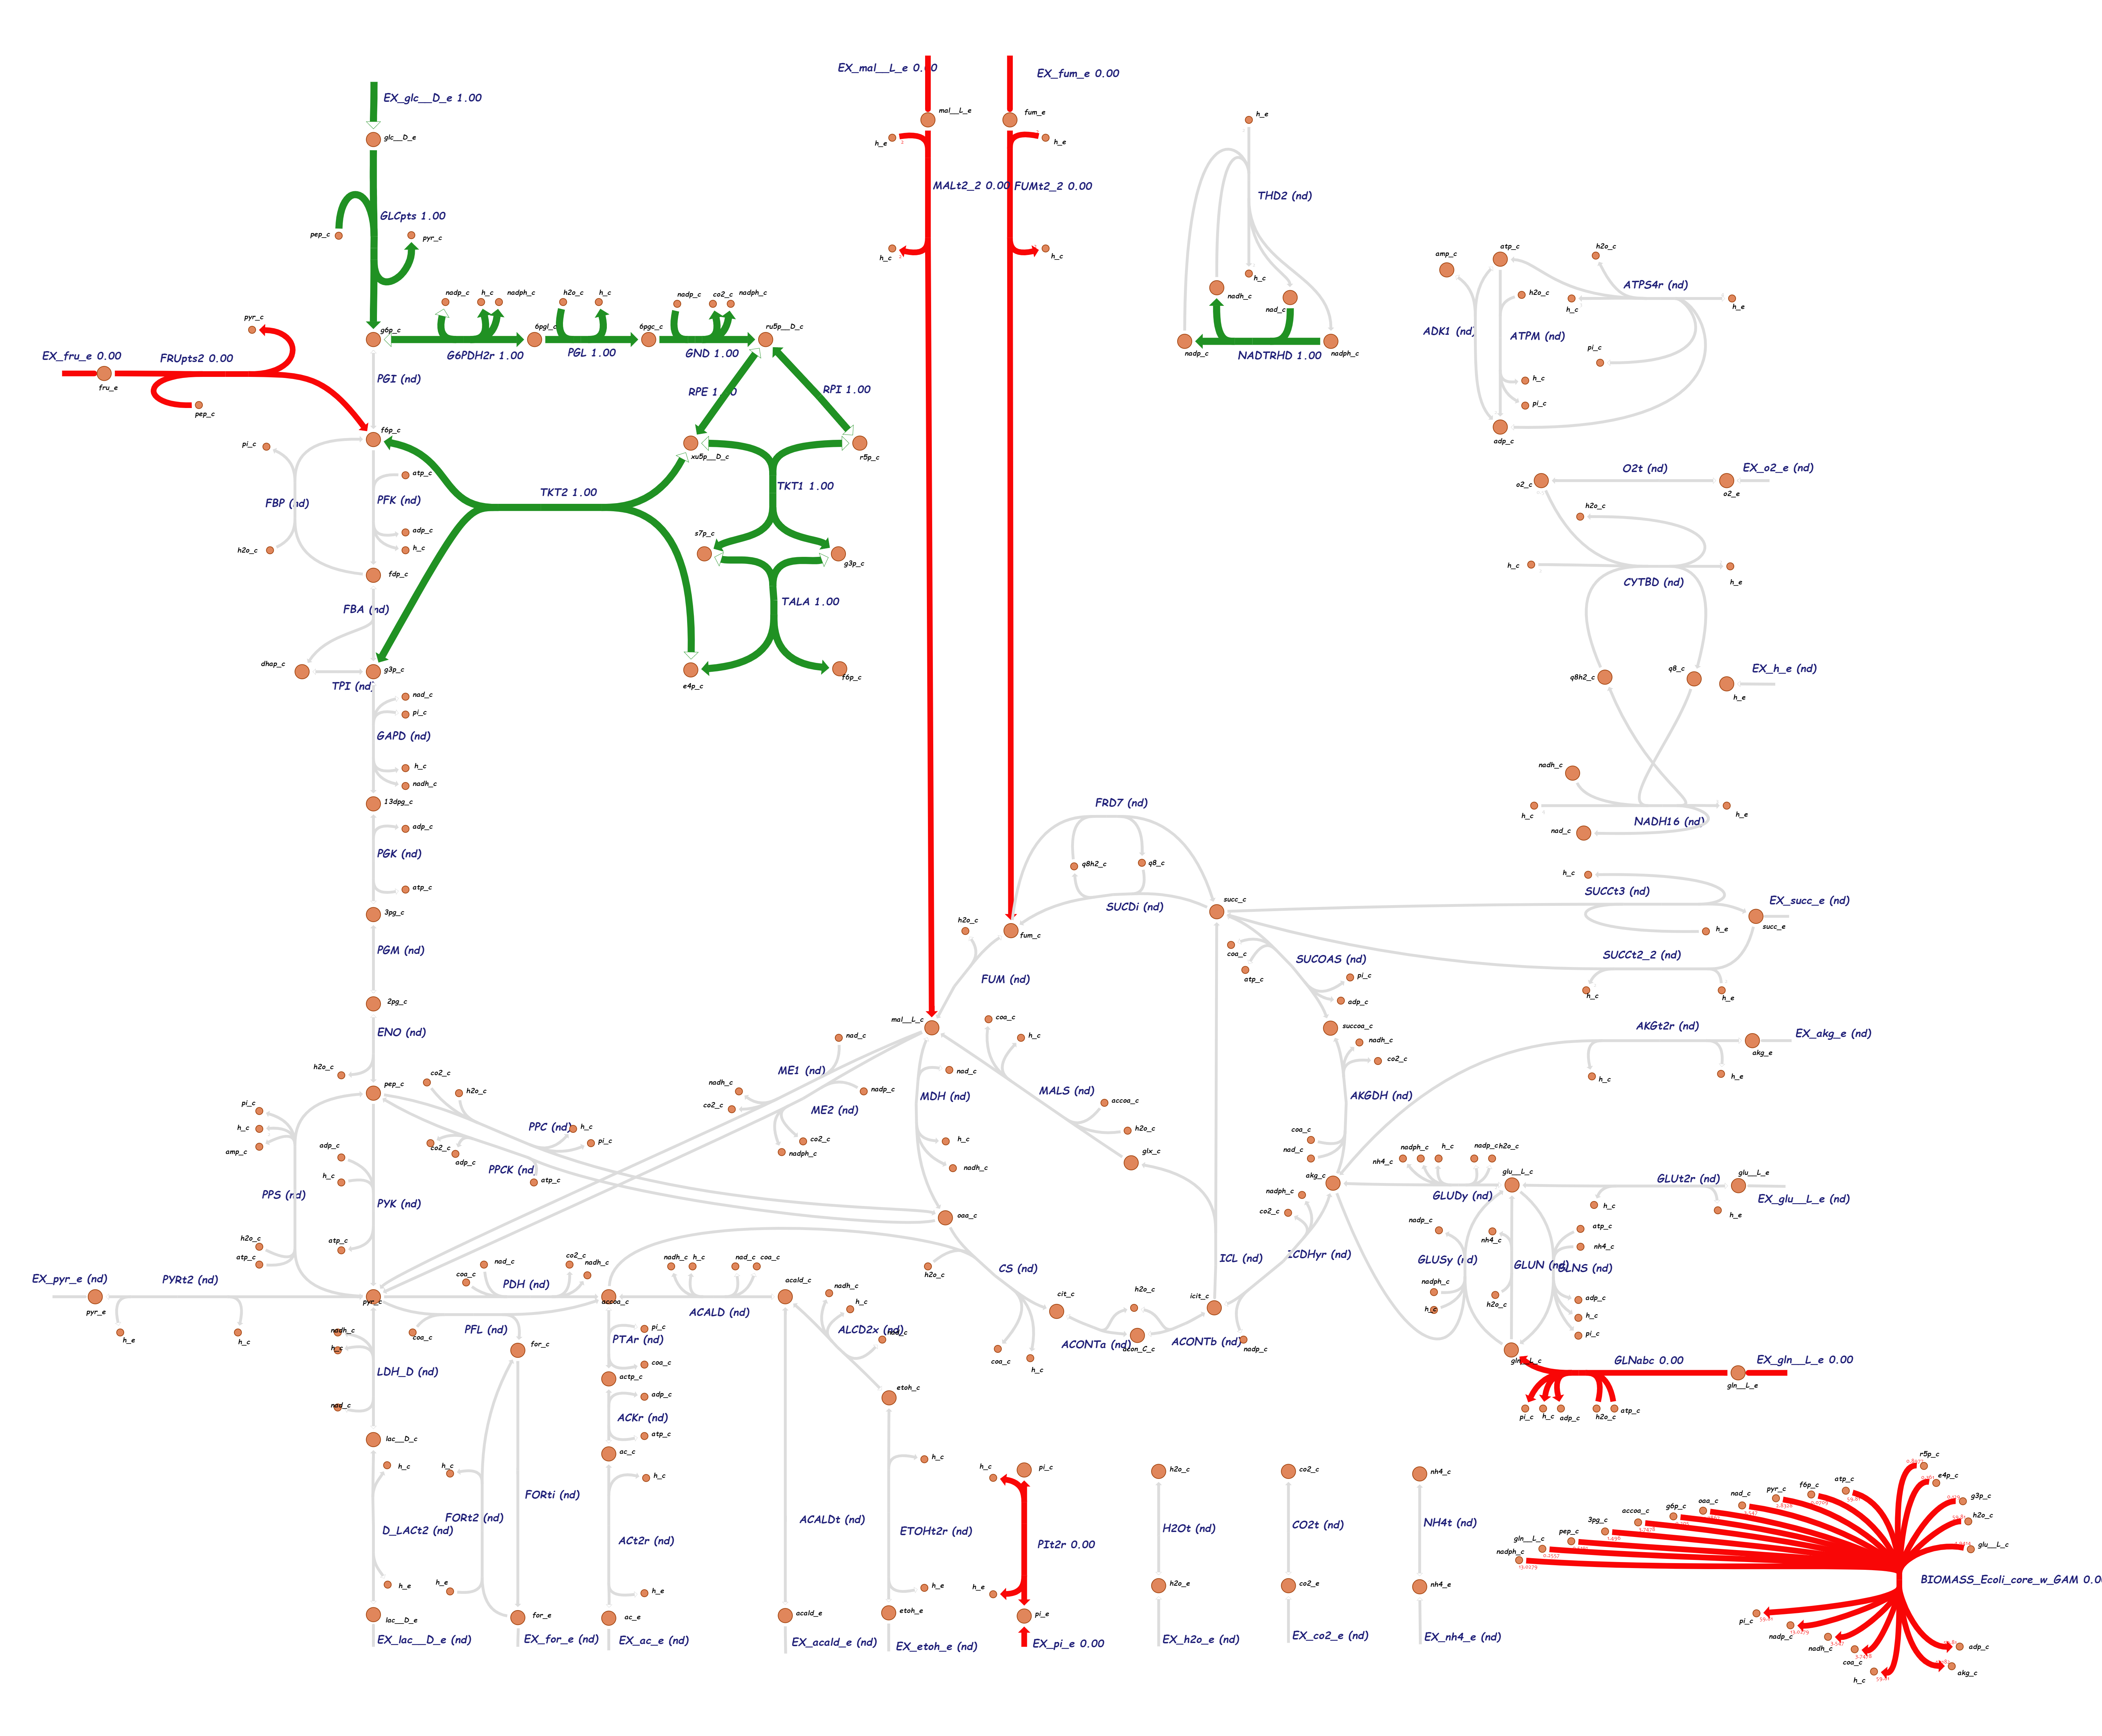 EX_mal__L_e 0.00
EX_fum_e 0.00
EX_glc__D_e 1.00
mal__L_e
fum_e
h_e
glc__D_e
h_e
h_e
THD2 (nd)
MALt2_2 0.00
FUMt2_2 0.00
GLCpts 1.00
pep_c
pyr_c
h_c
h_c
h_c
nadh_c
nad_c
nadp_c
nadph_c
NADTRHD 1.00
amp_c
atp_c
h2o_c
ATPS4r (nd)
h2o_c
h_c
h_e
ADK1 (nd)
ATPM (nd)
pi_c
h_c
pi_c
adp_c
nadp_c
h_c
nadph_c
h2o_c
h_c
nadp_c
co2_c
nadph_c
pyr_c
g6p_c
6pgl_c
6pgc_c
ru5p__D_c
G6PDH2r 1.00
PGL 1.00
GND 1.00
EX_fru_e 0.00
FRUpts2 0.00
fru_e
pep_c
PGI (nd)
RPE 1.00
RPI 1.00
f6p_c
xu5p__D_c
r5p_c
pi_c
atp_c
FBP (nd)
PFK (nd)
TKT2 1.00
TKT1 1.00
adp_c
h_c
h2o_c
s7p_c
g3p_c
fdp_c
FBA (nd)
TALA 1.00
dhap_c
g3p_c
TPI (nd)
e4p_c
f6p_c
O2t (nd)
EX_o2_e (nd)
o2_c
o2_e
h2o_c
h_c
h_e
CYTBD (nd)
q8h2_c
q8_c
EX_h_e (nd)
h_e
nadh_c
h_c
h_e
NADH16 (nd)
nad_c
nad_c
pi_c
GAPD (nd)
h_c
nadh_c
13dpg_c
adp_c
PGK (nd)
atp_c
3pg_c
PGM (nd)
2pg_c
ENO (nd)
h2o_c
pep_c
FRD7 (nd)
q8h2_c
q8_c
SUCDi (nd)
succ_c
h2o_c
fum_c
FUM (nd)
h_c
SUCCt3 (nd)
EX_succ_e (nd)
h_e
succ_e
SUCCt2_2 (nd)
h_c
h_e
coa_c
atp_c
SUCOAS (nd)
pi_c
adp_c
succoa_c
nadh_c
co2_c
AKGt2r (nd)
EX_akg_e (nd)
akg_e
h_c
h_e
AKGDH (nd)
mal__L_c
coa_c
h_c
nad_c
ME1 (nd)
nadh_c
co2_c
nadp_c
ME2 (nd)
co2_c
nadph_c
nad_c
MDH (nd)
h_c
nadh_c
MALS (nd)
accoa_c
h2o_c
glx_c
coa_c
nad_c
akg_c
co2_c
h2o_c
PPC (nd)
h_c
pi_c
co2_c
adp_c
PPCK (nd)
atp_c
pi_c
h_c
amp_c
adp_c
h_c
PPS (nd)
PYK (nd)
h2o_c
atp_c
atp_c
oaa_c
h2o_c
CS (nd)
coa_c
h_c
cit_c
ACONTa (nd)
h2o_c
acon_C_c
ACONTb (nd)
icit_c
ICL (nd)
nadph_c
co2_c
ICDHyr (nd)
nadp_c
nadph_c
h_c
nadp_c
h2o_c
nh4_c
glu__L_c
GLUDy (nd)
GLUt2r (nd)
glu__L_e
EX_glu__L_e (nd)
h_c
h_e
nadp_c
nh4_c
atp_c
nh4_c
GLUSy (nd)
GLUN (nd)
GLNS (nd)
nadph_c
h_c
h2o_c
adp_c
h_c
pi_c
gln__L_c
GLNabc 0.00
EX_gln__L_e 0.00
gln__L_e
pi_c
h_c
adp_c
h2o_c
atp_c
EX_pyr_e (nd)
PYRt2 (nd)
pyr_e
h_e
h_c
pyr_c
nad_c
coa_c
PDH (nd)
co2_c
nadh_c
accoa_c
nadh_c
h_c
nad_c
coa_c
ACALD (nd)
acald_c
nadh_c
h_c
ALCD2x (nd)
nad_c
etoh_c
coa_c
PFL (nd)
for_c
nadh_c
h_c
LDH_D (nd)
nad_c
lac__D_c
PTAr (nd)
pi_c
coa_c
actp_c
adp_c
ACKr (nd)
atp_c
ac_c
h_c
h_c
D_LACt2 (nd)
FORt2 (nd)
FORti (nd)
h_c
ACt2r (nd)
ACALDt (nd)
h_c
ETOHt2r (nd)
h_c
pi_c
PIt2r 0.00
h2o_c
H2Ot (nd)
co2_c
CO2t (nd)
nh4_c
NH4t (nd)
h_e
h_e
h_e
h_e
h_e
h2o_e
co2_e
nh4_e
lac__D_e
for_e
ac_e
acald_e
etoh_e
pi_e
EX_lac__D_e (nd)
EX_for_e (nd)
EX_ac_e (nd)
EX_acald_e (nd)
EX_etoh_e (nd)
EX_pi_e 0.00
EX_h2o_e (nd)
EX_co2_e (nd)
EX_nh4_e (nd)
r5p_c
e4p_c
g3p_c
h2o_c
glu__L_c
atp_c
f6p_c
pyr_c
nad_c
oaa_c
g6p_c
accoa_c
3pg_c
pep_c
gln__L_c
nadph_c
13.0279
BIOMASS_Ecoli_core_w_GAM 0.0
pi_c
nadp_c
nadh_c
coa_c
h_c
adp_c
akg_c